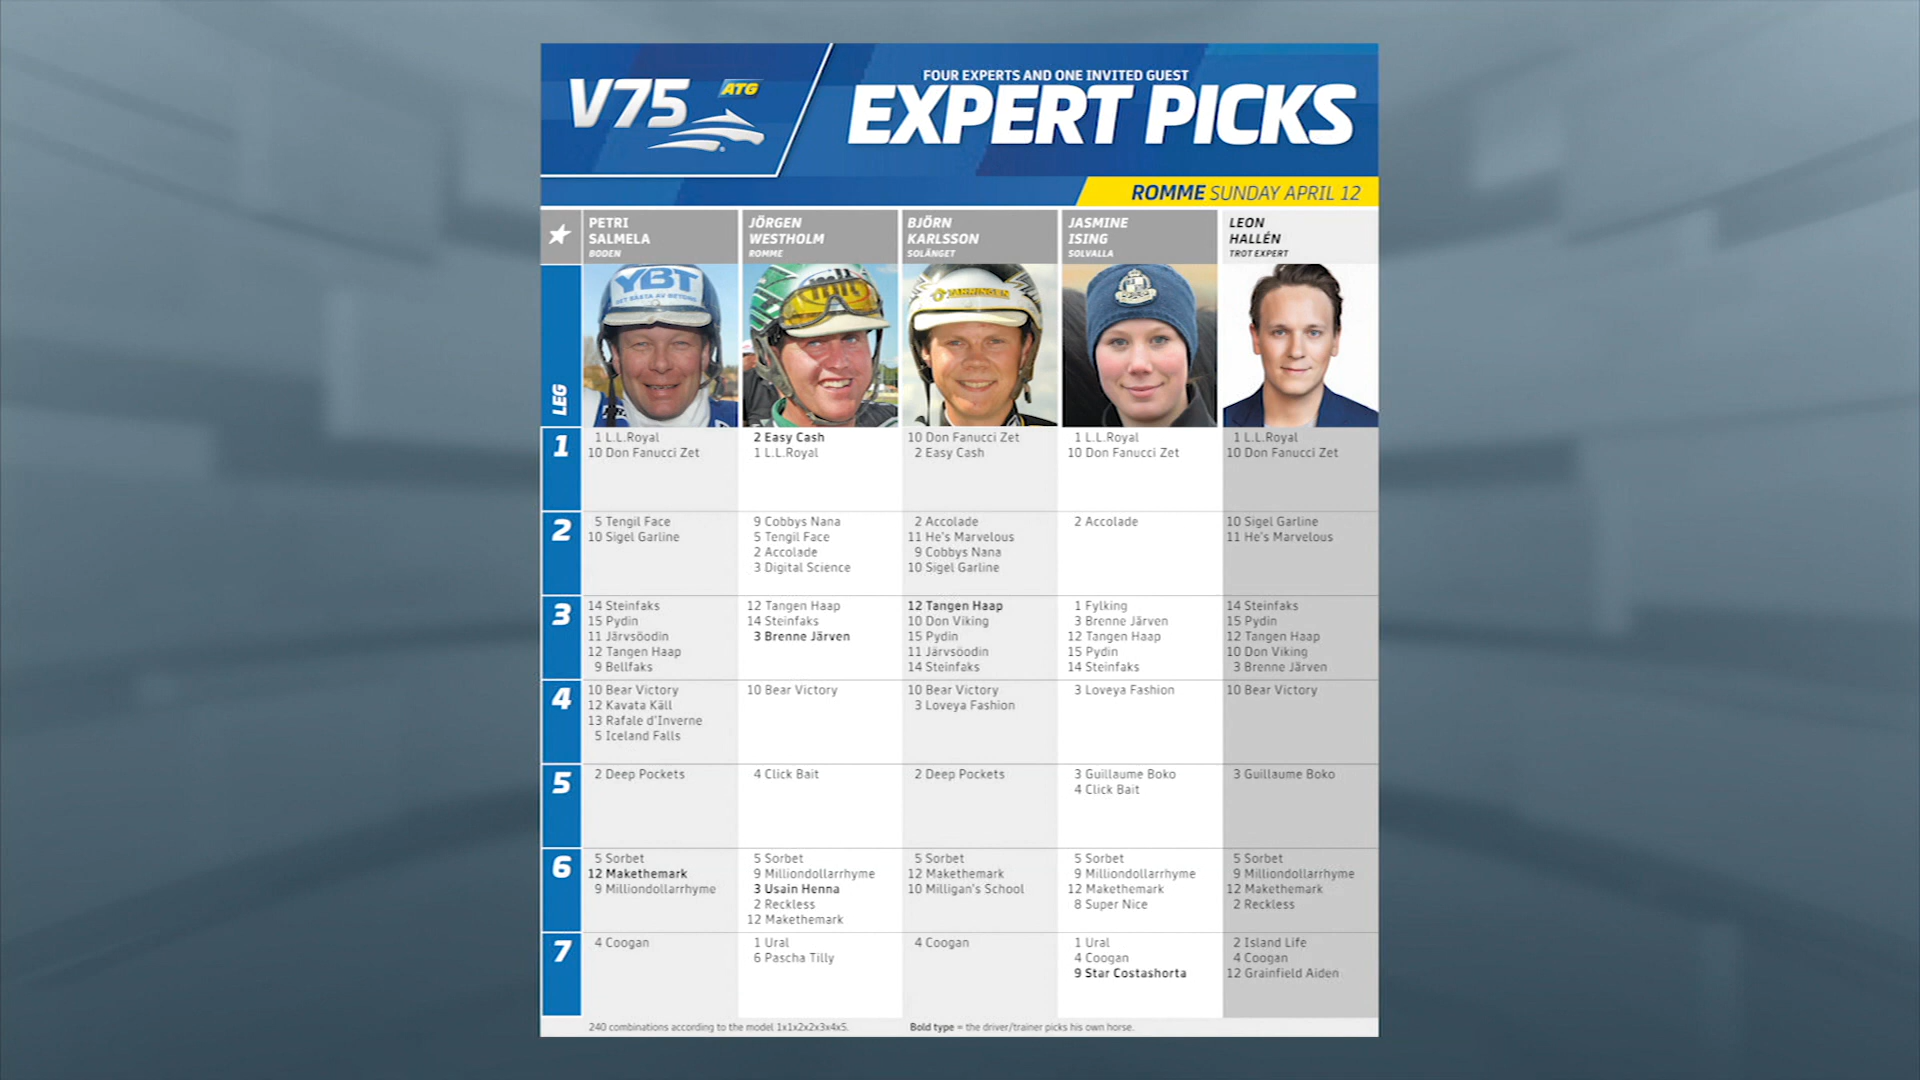 V75 ATG
FOUR EXPERTS AND ONE INVITED GUEST
EXPERT PICKS
ROMME SUNDAY APRIL 12
PETRI
SALMELA
BODEN
JÖRGEN
WESTHOLM
ROMME
BJÖRN
KARLSSON
SOLÄNGET
JASMINE
ISING
SOLVALLA
LEON
HALLÉN
TROT EXPERT
LEG
YBT
1
1 L.L.Royal
10 Don Fanucci Zet
2 Easy Cash
1 L.L.Royal
10 Don Fanucci Zet
2 Easy Cash
1 L.L.Royal
10 Don Fanucci Zet
1 L.L.Royal
10 Don Fanucci Zet
2
5 Tengil Face
10 Sigel Garline
9 Cobbys Nana
5 Tengil Face
2 Accolade
3 Digital Science
2 Accolade
11 He's Marvelous
9 Cobbys Nana
10 Sigel Garline
2 Accolade
10 Sigel Garline
11 He's Marvelous
3
14 Steinfaks
15 Pydin
11 Järvsöodin
12 Tangen Haap
9 Bellfaks
12 Tangen Haap
14 Steinfaks
3 Brenne Järven
12 Tangen Haap
10 Don Viking
15 Pydin
11 Järvsöodin
14 Steinfaks
1 Fylking
3 Brenne Järven
12 Tangen Haap
15 Pydin
14 Steinfaks
14 Steinfaks
15 Pydin
12 Tangen Haap
10 Don Viking
3 Brenne Järven
4
10 Bear Victory
12 Kavata Käll
13 Rafale d'Inverne
5 Iceland Falls
10 Bear Victory
10 Bear Victory
3 Loveya Fashion
3 Loveya Fashion
10 Bear Victory
5
2 Deep Pockets
4 Click Bait
2 Deep Pockets
3 Guillaume Boko
4 Click Bait
3 Guillaume Boko
6
5 Sorbet
12 Makethemark
9 Milliondollarrhyme
5 Sorbet
9 Milliondollarrhyme
3 Usain Henna
2 Reckless
12 Makethemark
5 Sorbet
12 Makethemark
10 Milligan's School
5 Sorbet
9 Milliondollarrhyme
12 Makethemark
8 Super Nice
5 Sorbet
9 Milliondollarrhyme
12 Makethemark
2 Reckless
7
4 Coogan
1 Ural
6 Pascha Tilly
4 Coogan
1 Ural
4 Coogan
9 Star Costashorta
2 Island Life
4 Coogan
12 Grainfield Aiden
240 combinations according to the model 1x1x2x2x3x4x5.
Bold type = the driver/trainer picks his own horse.